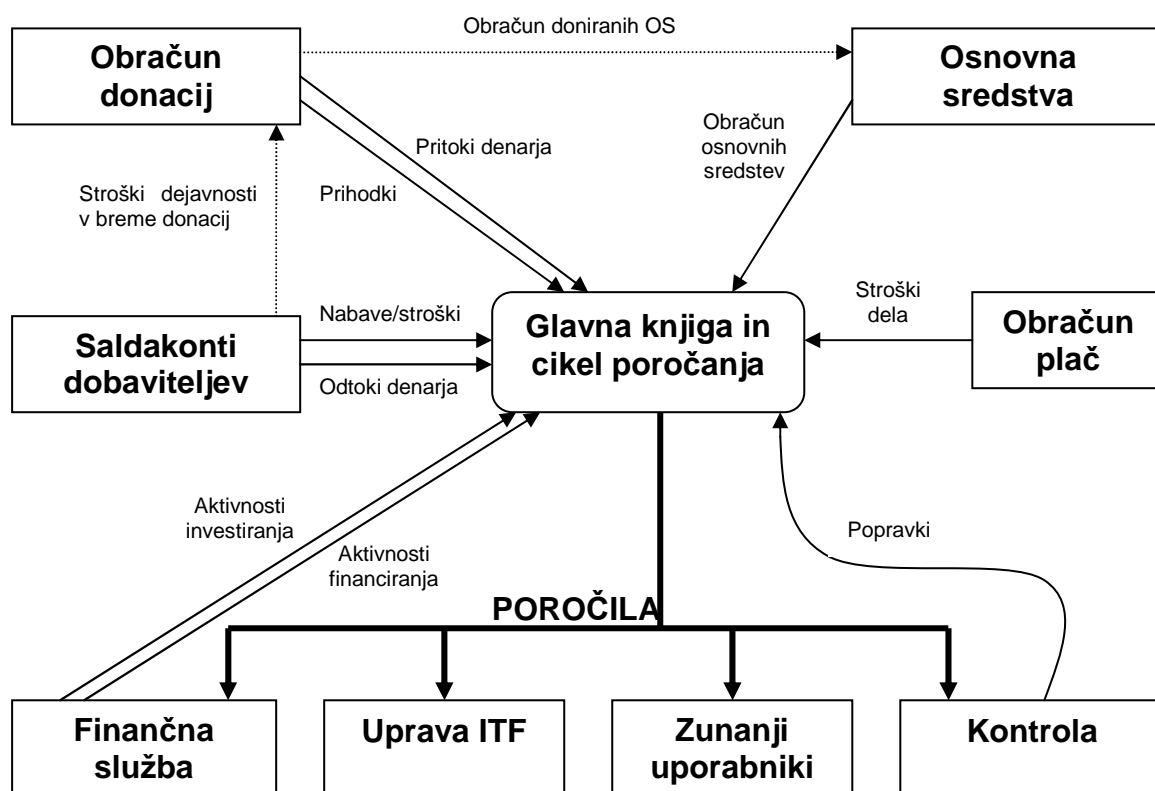 Obračun doniranih OS
Obračun
donacij
Osnovna
sredstva
Pritoki denarja
Obračun
osnovnih
sredstev
Stroški dejavnosti
v breme donacij
Prihodki
Saldakonti
dobaviteljev
Nabave/stroški
Odtoki denarja
Glavna knjiga in
cikel poročanja
Stroški
dela
Obračun
plač
Aktivnosti
investiranja
Aktivnosti
financiranja
Popravki
POROČILA
Finančna
služba
Uprava ITF
Zunanji
uporabniki
Kontrola